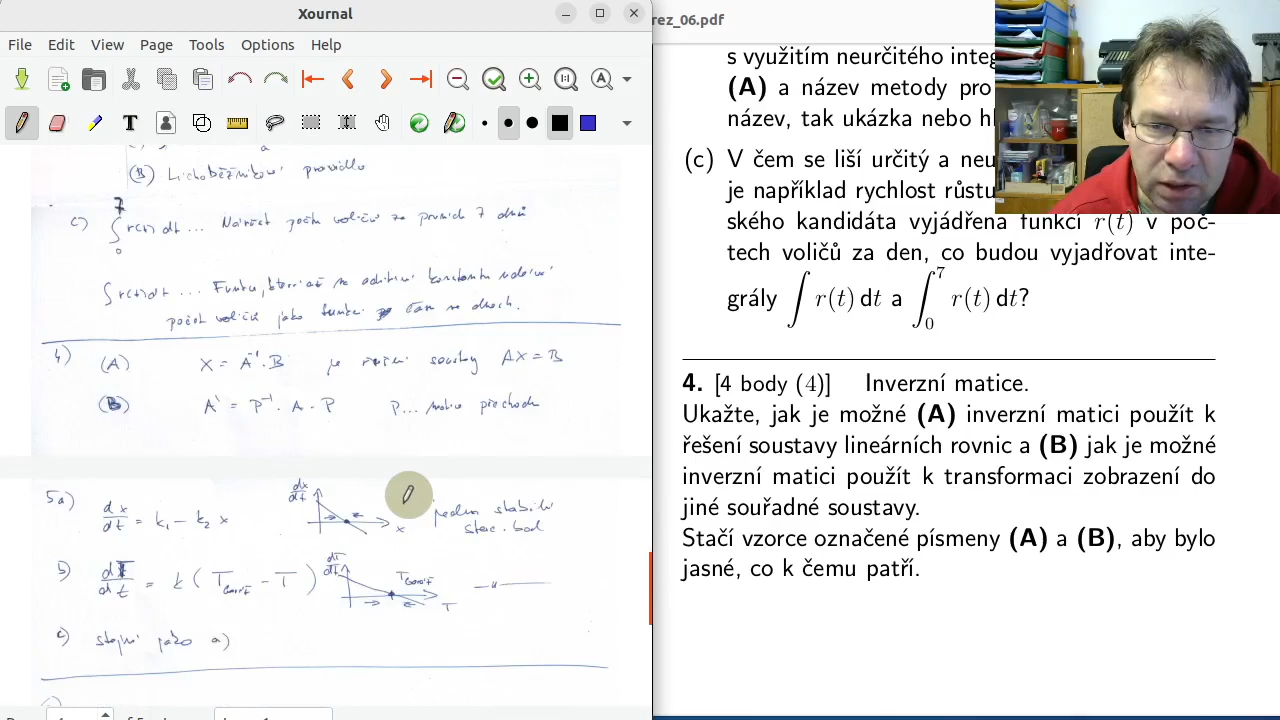 Xournal
File Edit View Page Tools Options Help
(B) Lichoběžníkové pravidlo
c) ∫₀⁷ r(t) dt ... Nárůst počtu voličů za prvních 7 dnů
∫ r(t) dt ... Funkce, která až na aditivní konstantu udává
počet voličů jako funkci času ve dnech.
4) (A) X = A⁻¹ · B je řešení soustavy AX = B
(B) A' = P⁻¹ · A · P P ... matice přechodu
5a) dx/dt = k₁ − k₂ x dx/dt x jeden stabilní
stac. bod
b) dT/dt = k ( T − T ) dT/dt T —"—
c) stejné jako a)
rez_06.pdf
s využitím neurčitého integ
(A) a název metody pro
název, tak ukázka nebo hl
(c) V čem se liší určitý a neu
je například rychlost růstu
ského kandidáta vyjádřena funkcí r(t) v poč-
tech voličů za den, co budou vyjadřovat inte-
grály ∫ r(t) dt a ∫₀⁷ r(t) dt?
4. [4 body (4)] Inverzní matice.
Ukažte, jak je možné (A) inverzní matici použít k
řešení soustavy lineárních rovnic a (B) jak je možné
inverzní matici použít k transformaci zobrazení do
jiné souřadné soustavy.
Stačí vzorce označené písmeny (A) a (B), aby bylo
jasné, co k čemu patří.